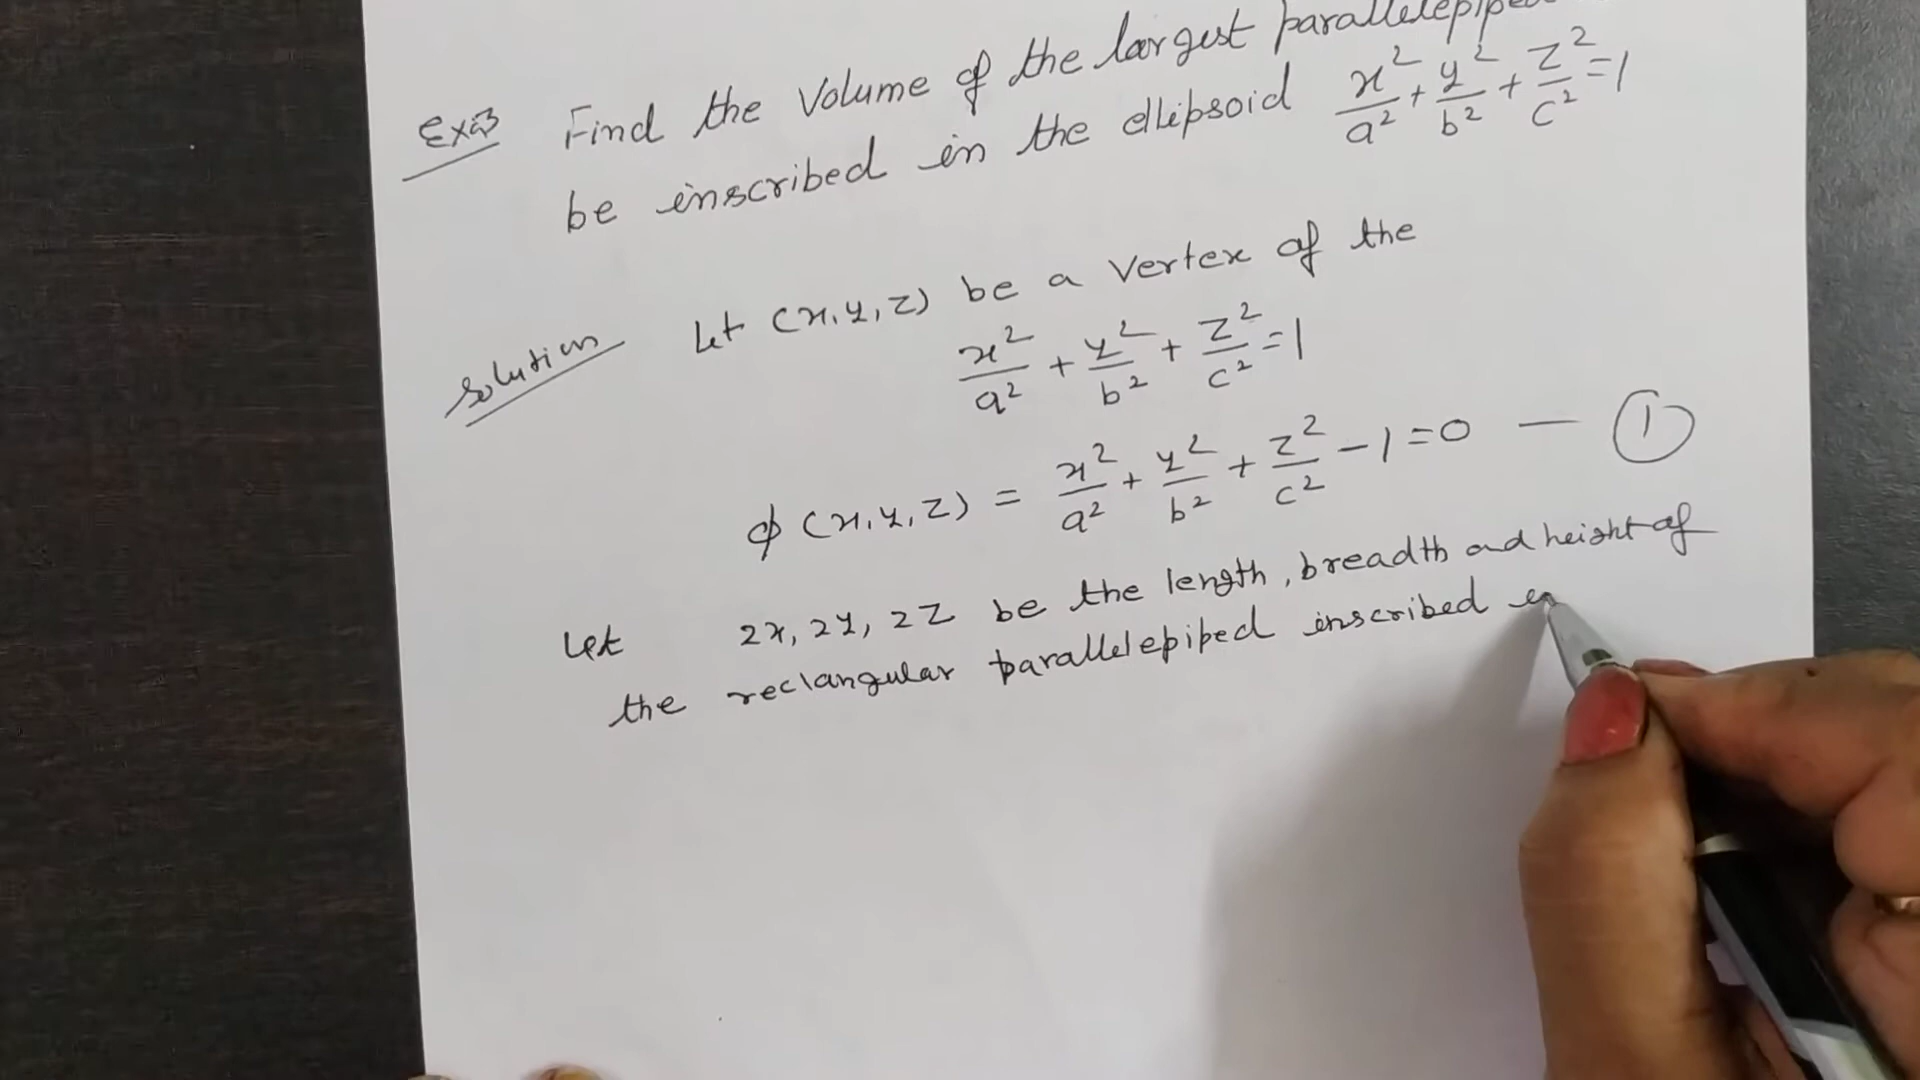 Ex:3 Find the Volume of the largest parallelepiped
be inscribed in the ellipsoid x²/a² + y²/b² + z²/c² = 1
Solution Let (x, y, z) be a Vertex of the
x²/a² + y²/b² + z²/c² = 1
φ (x, y, z) = x²/a² + y²/b² + z²/c² - 1 = 0 — ①
Let 2x, 2y, 2z be the length, breadth and height of
the rectangular parallelepiped inscribed